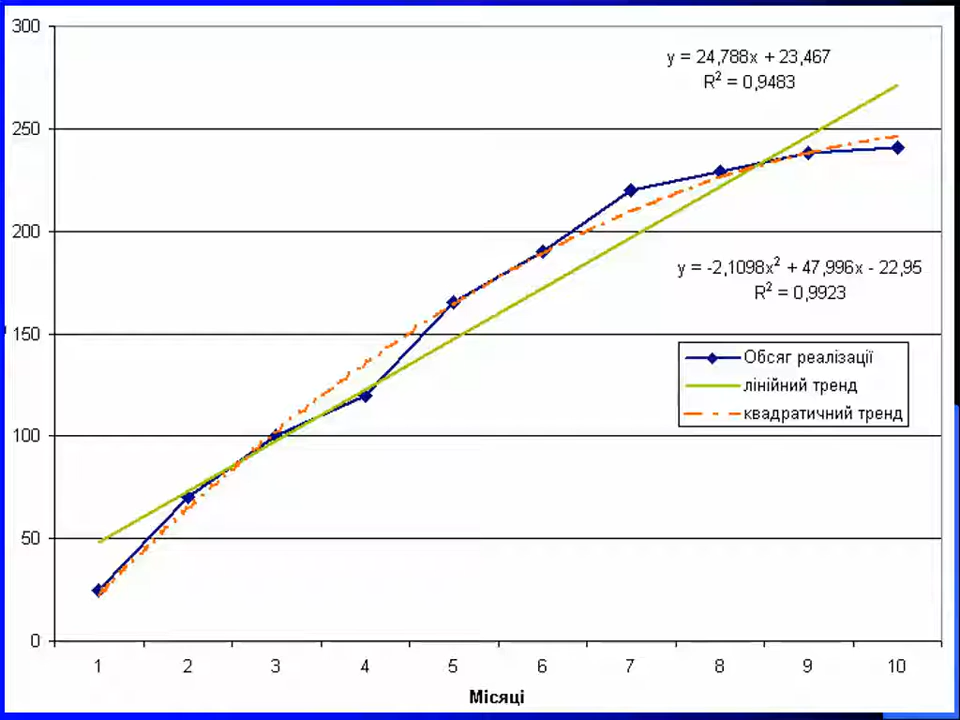 300
250
200
150
100
50
0
y = 24,788x + 23,467
R² = 0,9483
y = -2,1098x² + 47,996x - 22,95
R² = 0,9923
Обсяг реалізації
лінійний тренд
квадратичний тренд
1 2 3 4 5 6 7 8 9 10
Місяці